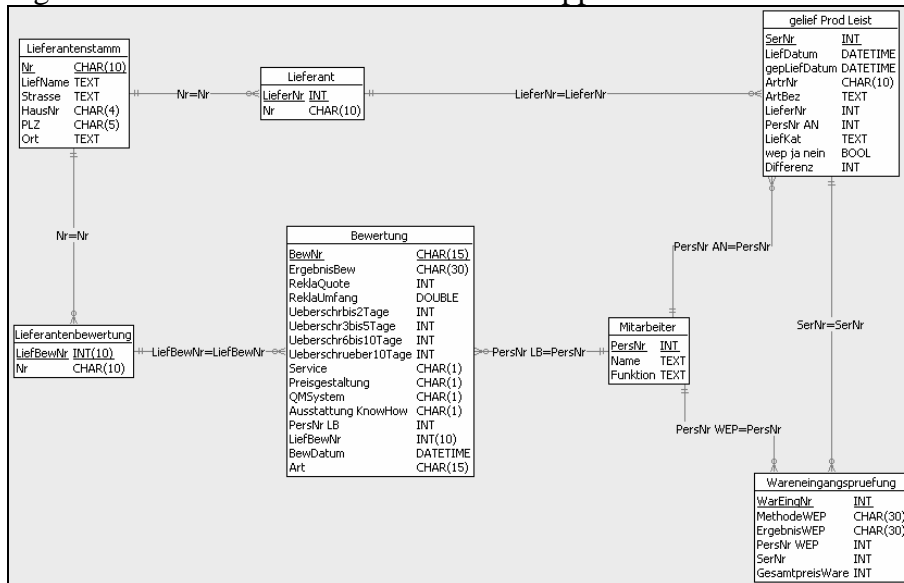 gelief Prod Leist
SerNr INT
LiefDatum DATETIME
gepLiefDatum DATETIME
ArtrNr CHAR(10)
ArtBez TEXT
LieferNr INT
PersNr AN INT
LiefKat TEXT
wep ja nein BOOL
Differenz INT
Lieferantenstamm
Nr CHAR(10)
LiefName TEXT
Strasse TEXT
HausNr CHAR(4)
PLZ CHAR(5)
Ort TEXT
Nr=Nr
Lieferant
LieferNr INT
Nr CHAR(10)
LieferNr=LieferNr
Nr=Nr
Bewertung
BewNr CHAR(15)
ErgebnisBew CHAR(30)
ReklaQuote INT
ReklaUmfang DOUBLE
Ueberschrbis2Tage INT
Ueberschr3bis5Tage INT
Ueberschr6bis10Tage INT
Ueberschrueber10Tage INT
Service CHAR(1)
Preisgestaltung CHAR(1)
QMSystem CHAR(1)
Ausstattung KnowHow CHAR(1)
PersNr LB INT
LiefBewNr INT(10)
BewDatum DATETIME
Art CHAR(15)
PersNr AN=PersNr
Lieferantenbewertung
LiefBewNr INT(10)
Nr CHAR(10)
LiefBewNr=LiefBewNr
PersNr LB=PersNr
Mitarbeiter
PersNr INT
Name TEXT
Funktion TEXT
SerNr=SerNr
PersNr WEP=PersNr
Wareneingangspruefung
WarEingNr INT
MethodeWEP CHAR(30)
ErgebnisWEP CHAR(30)
PersNr WEP INT
SerNr INT
GesamtpreisWare INT